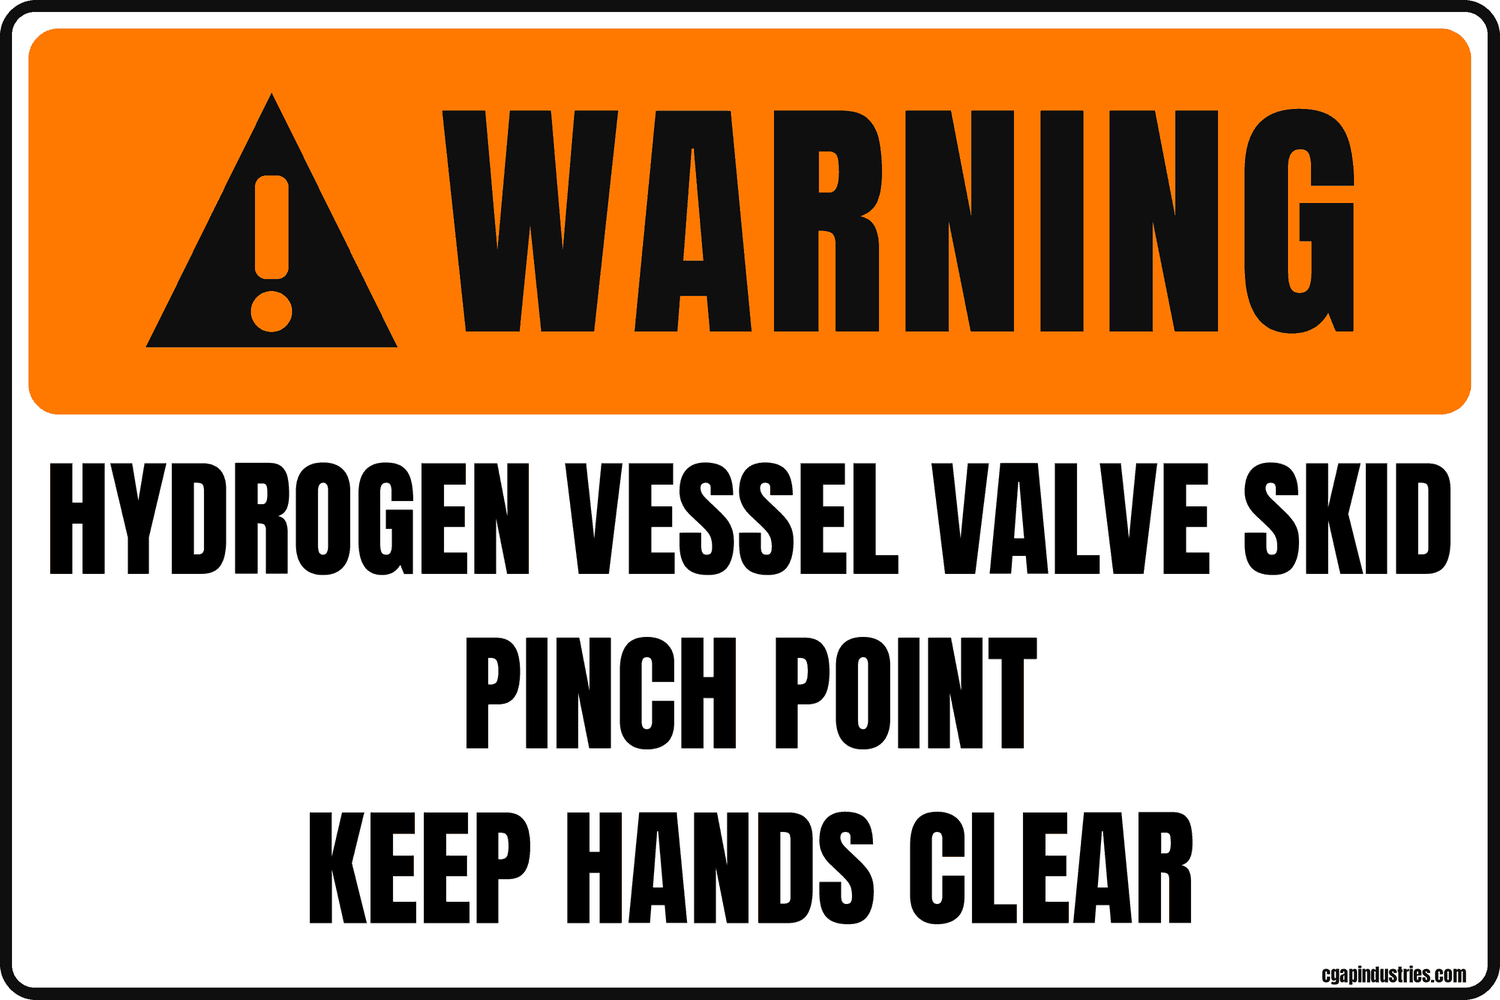 WARNING
HYDROGEN VESSEL VALVE SKID
PINCH POINT
KEEP HANDS CLEAR
cgapindustries.com